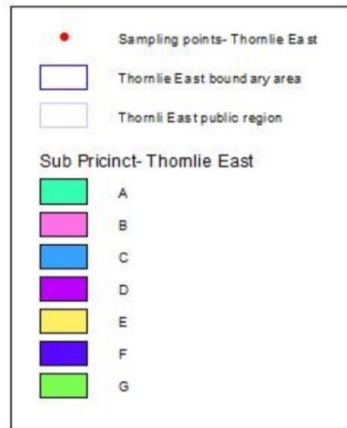 Sampling points- Thornlie East
Thornlie East boundary area
Thornli East public region
Sub Pricinct- Thornlie East
A
B
C
D
E
F
G